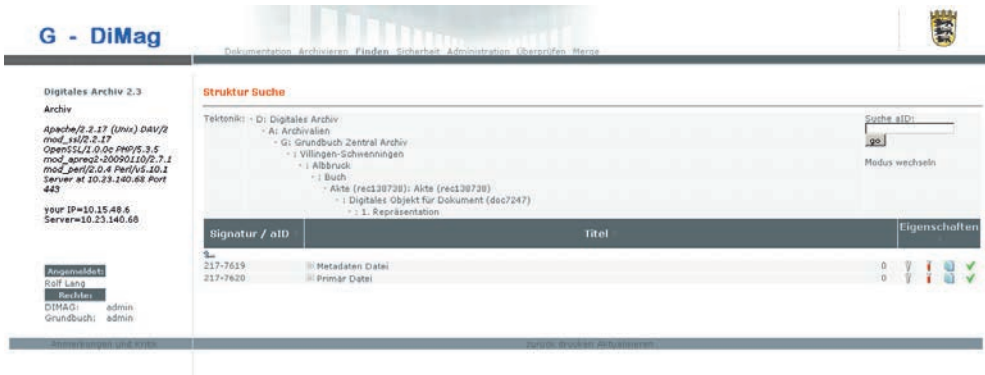 G - DiMag
Dokumentation Archivieren Finden Sicherheit Administration Überprüfen Merge
Digitales Archiv 2.3
Archiv
Apache/2.2.17 (Unix) DAV/2
mod_ssl/2.2.17
OpenSSL/1.0.0c PHP/5.3.5
mod_apreq2-20090110/2.7.1
mod_perl/2.0.4 Perl/v5.10.1
Server at 10.23.140.68 Port
443
your IP=10.15.48.6
Server=10.23.140.68
Angemeldet:
Rolf Lang
Rechte:
DIMAG: admin
Grundbuch: admin
Struktur Suche
Tektonik: - D: Digitales Archiv
- A: Archivalien
- G: Grundbuch Zentral Archiv
- : Villingen-Schwenningen
- : Albbruck
- : Buch
- Akte (rec138738): Akte (rec138738)
- : Digitales Objekt für Dokument (doc7247)
- : 1. Repräsentation
Suche aID:
go
Modus wechseln
Signatur / aID Titel Eigenschaften
217-7619 Metadaten Datei 0
217-7620 Primär Datei 0
Anmerkungen und Kritik zurück Drucken Aktualisieren